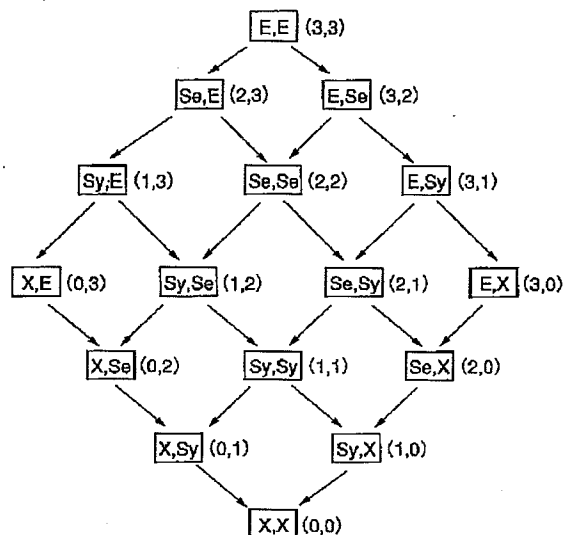 E,E (3,3)
Se,E (2,3) E,Se (3,2)
Sy,E (1,3) Se,Se (2,2) E,Sy (3,1)
X,E (0,3) Sy,Se (1,2) Se,Sy (2,1) E,X (3,0)
X,Se (0,2) Sy,Sy (1,1) Se,X (2,0)
X,Sy (0,1) Sy,X (1,0)
X,X (0,0)